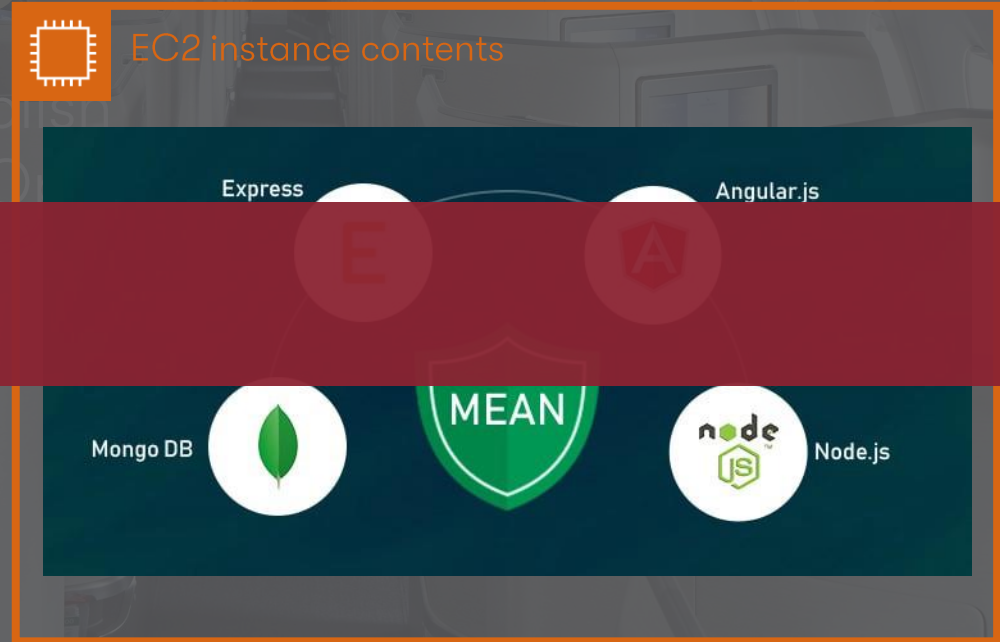 EC2 instance contents
Express
Angular.js
E
A
MEAN
Mongo DB
node
JS
Node.js